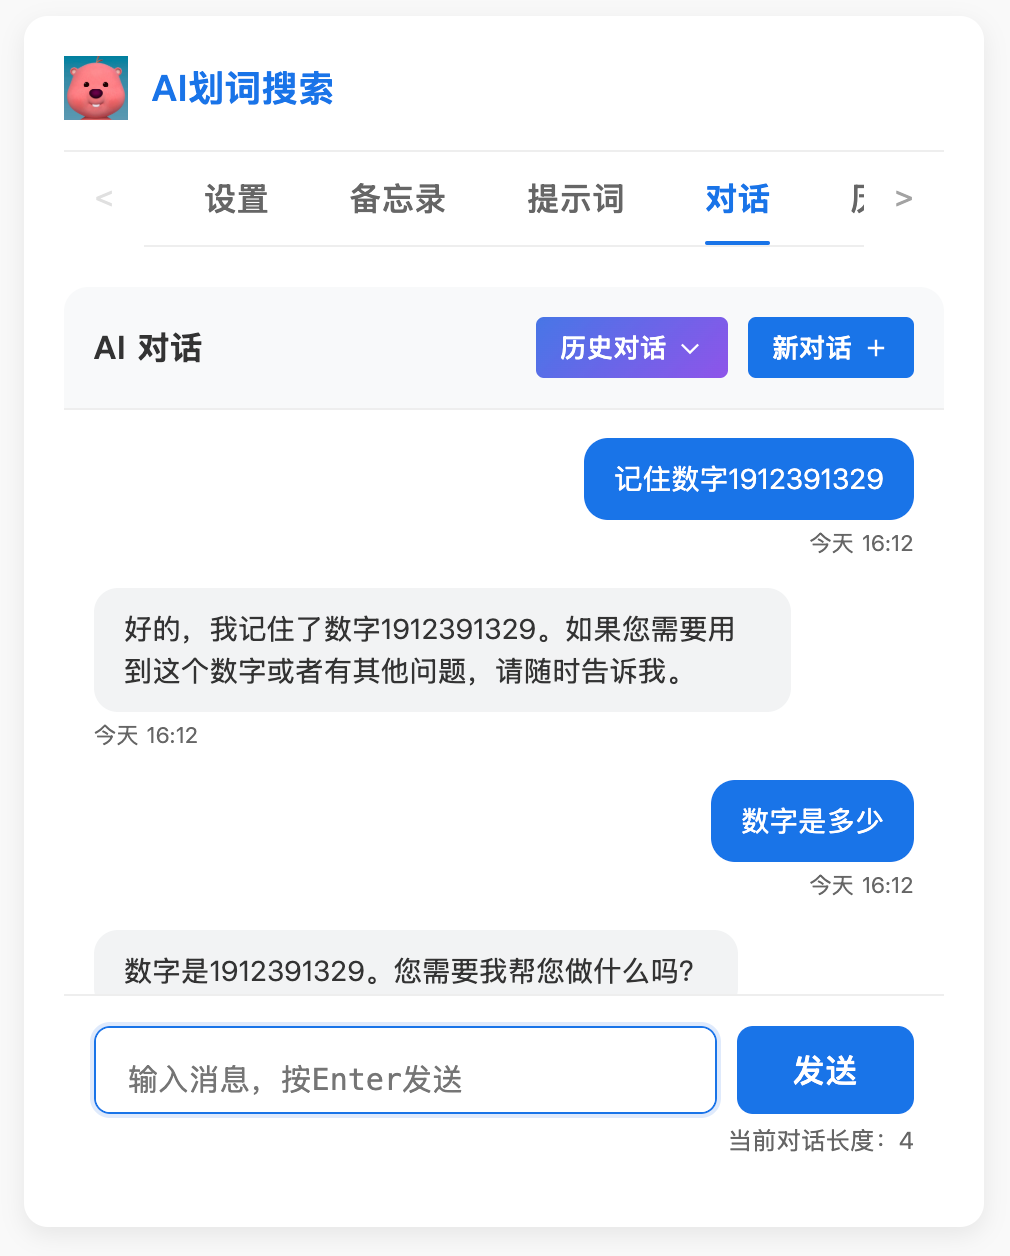 AI划词搜索
< 设置 备忘录 提示词 对话 >
AI 对话 历史对话 新对话 +
记住数字1912391329
今天 16:12
好的，我记住了数字1912391329。如果您需要用
到这个数字或者有其他问题，请随时告诉我。
今天 16:12
数字是多少
今天 16:12
数字是1912391329。您需要我帮您做什么吗?
输入消息，按Enter发送 发送
当前对话长度：4